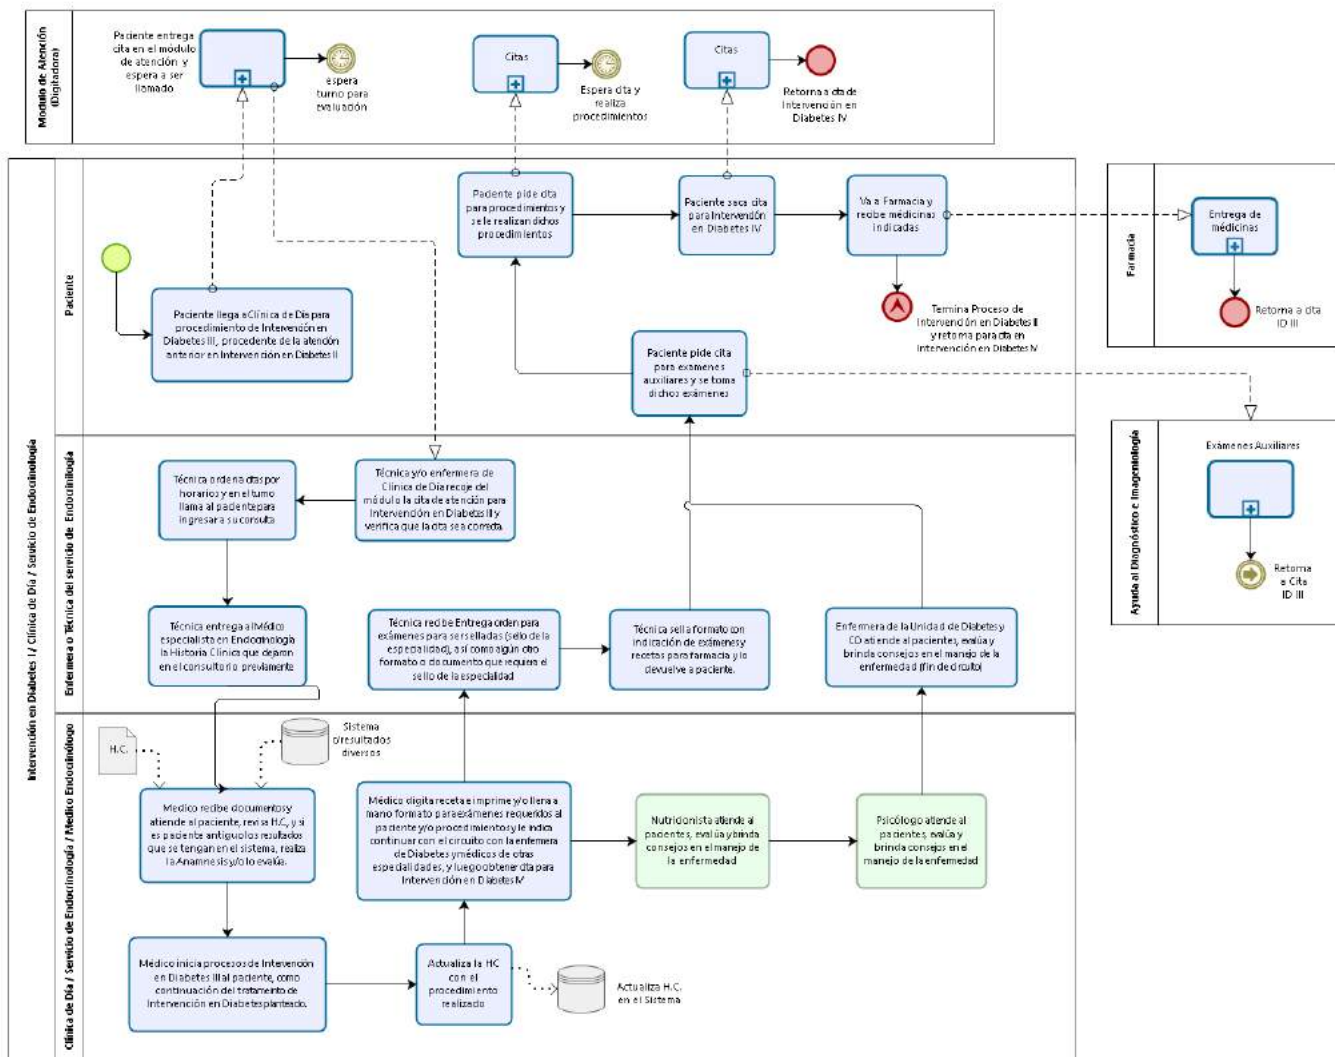 Modulo de Atención
(Digitadora)
Paciente entrega
cita en el módulo
de atención y
espera a ser
llamado
espera
turno para
evaluación
Citas
Espera cita y
realiza
procedimientos
Citas
Retorna a cita de
Intervención en
Diabetes IV
Intervención en Diabetes I / Clínica de Día / Servicio de Endocrinología
Paciente
Paciente llega a Clínica de Día para
procedimiento de Intervención en
Diabetes III, procedente de la atención
anterior en Intervención en Diabetes II
Paciente pide cita
para procedimientos y
se le realizan dichos
procedimientos
Paciente saca cita
para Intervención
en Diabetes IV
Va a Farmacia y
recibe médicinas
indicadas
Termina Proceso de
Intervención en Diabetes II
y retorna para cita en
Intervención en Diabetes IV
Paciente pide cita
para examenes
auxiliares y se toma
dichos exámenes
Farmacia
Entrega de
médicinas
Retorna a cita
ID III
Ayuda al Diagnóstico e Imagenología
Exámenes Auxiliares
Retorna
a Cita
ID III
Enfermera o Técnica del servicio de Endocrinilogía
Técnica ordena citas por
horarios y en el turno
llama al paciente para
ingresar a su consulta
Técnica y/o enfermera de
Clínica de Día recoje del
módulo la cita de atención para
Intervención en Diabetes II y
verifica que la cita sea correcta.
Técnica entrega al Médico
especialista en Endocrinología
la Historia Clínica que dejaron
en el consultorio previamente
Técnica recibe Entrega orden para
exámenes para ser selladas (sello de la
especialidad), así como algún otro
formato o documento que requiera el
sello de la especialidad
Técnica sella formato con
indicación de exámenes y
recetas para farmacia y lo
devuelve a paciente.
Enfermera de la Unidad de Diabetes y
CO atiende al pacientes, evalúa y
brinda consejos en el manejo de la
enfermedad (fin de circuito)
Clínica de Día / Servicio de Endocrinología / Medico Endocrinólogo
H.C.
Sistema
c/resultados
diversos
Medico recibe documentos y
atiende al paciente, revisa H.C, y si
es paciente antiguo los resultados
que se tengan en el sistema, realiza
la Anamnesis y/o lo evalúa.
Médico digita receta e imprime y/o llena a
mano formato para exámenes requeridos al
paciente y/o procedimientos y le indica
continuar con el circuito con la enfermera
de Diabetes y médicos de otras
especialidades, y luego obtener cita para
Intervención en Diabetes IV
Nutricionista atiende al
pacientes, evalúa y brinda
consejos en el manejo de
la enfermedad
Psicólogo atiende al
pacientes, evalúa y
brinda consejos en el
manejo de la enfermedad
Médico inicia procesos de Intervención
en Diabetes III al paciente, como
continuación del tratamiento de
Intervención en Diabetes planteado.
Actualiza la HC
con el
procedimiento
realizado
Actualiza H.C.
en el Sistema